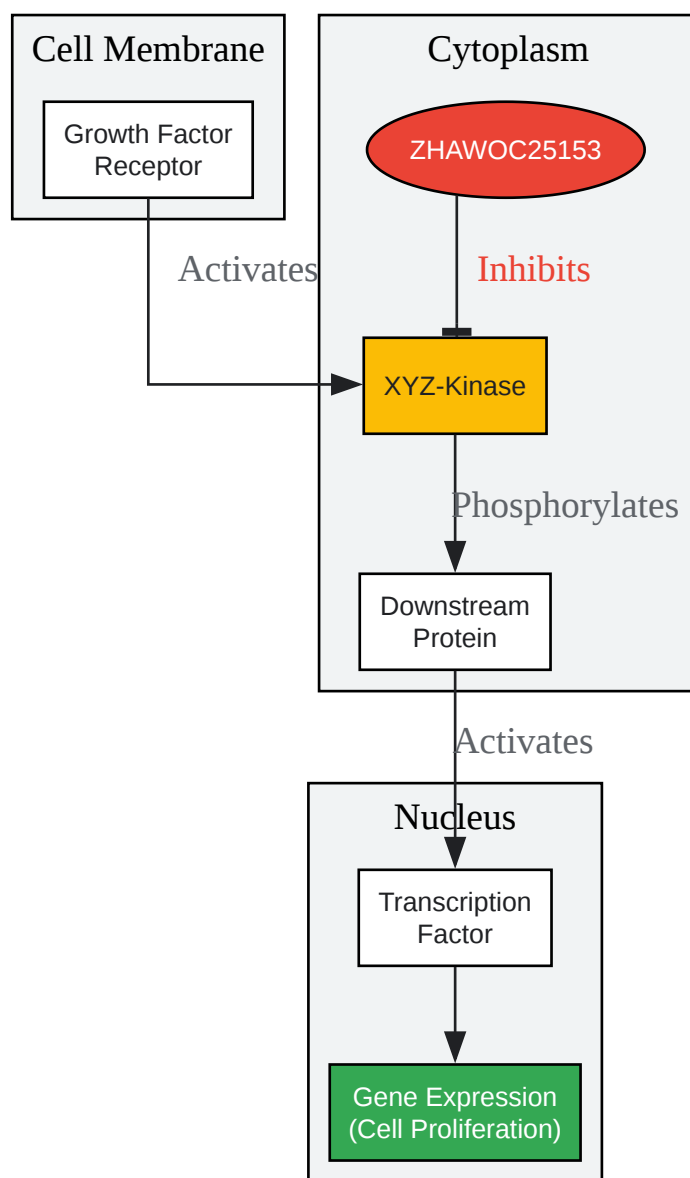 Cell Membrane
Growth Factor
Receptor
Cytoplasm
ZHAWOC25153
Activates
Inhibits
XYZ-Kinase
Phosphorylates
Downstream
Protein
Activates
Nucleus
Transcription
Factor
Gene Expression
(Cell Proliferation)